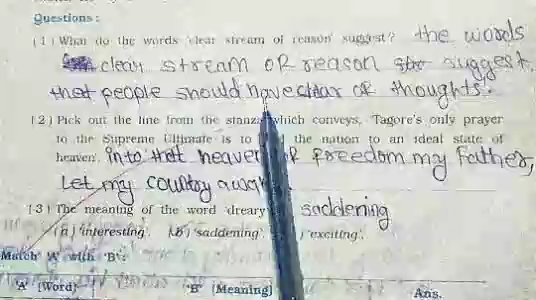 Questions :
(1) What do the words 'clear stream of reason' suggest? the words
clear stream of reason suggest
that people should have clear of thoughts.
(2) Pick out the line from the stanza which conveys, 'Tagore's only prayer
to the Supreme Ultimate is to the nation to an ideal state of
heaven'. into that heaven of freedom my Father,
Let my country
(3) The meaning of the word 'dreary' saddening
(a) 'interesting'. (b) 'saddening' 'exciting'.
Match 'A' with 'B':
'A' (Word) 'B' (Meaning) Ans.